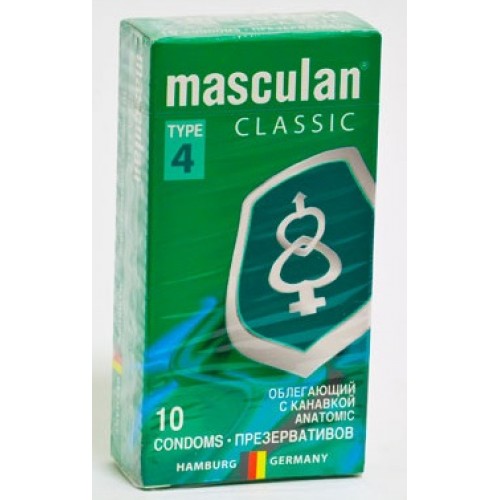 masculan®
CLASSIC
TYPE
4
ОБЛЕГАЮЩИЙ
С КАНАВКОЙ
ANATOMIC
10
CONDOMS • ПРЕЗЕРВАТИВОВ
HAMBURG GERMANY